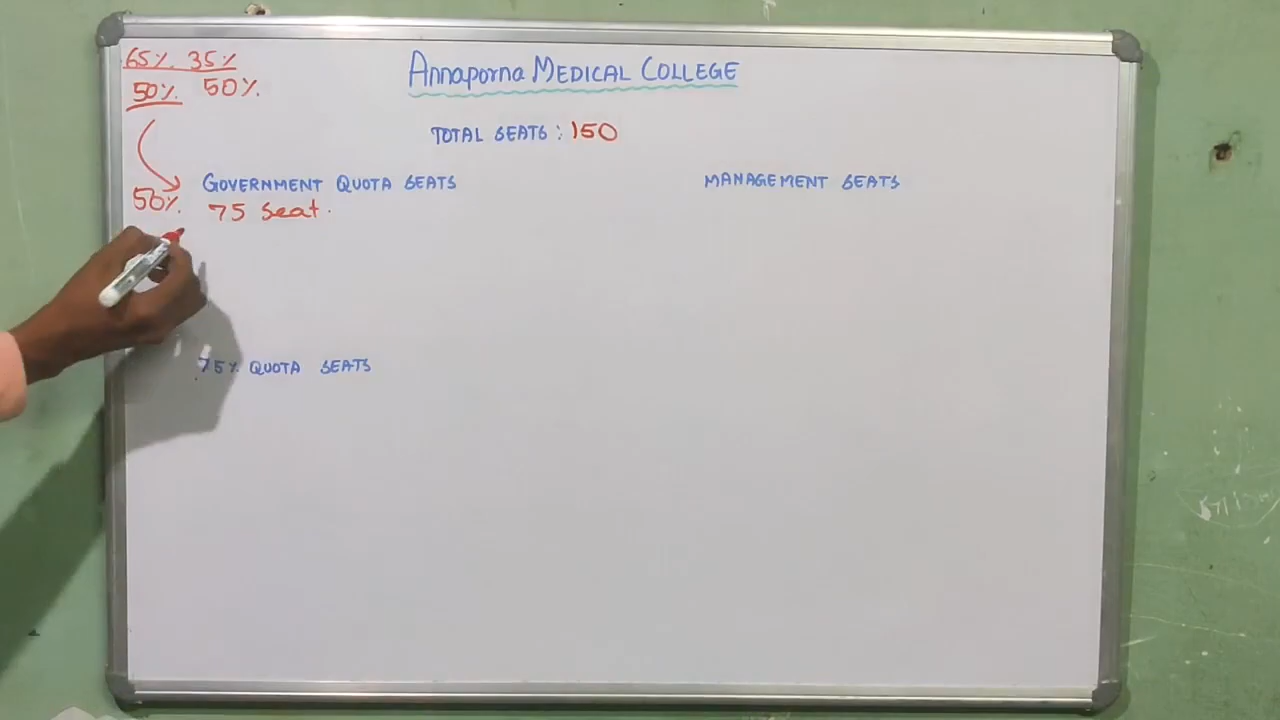 65%. 35%
50%. 50%.
Annaporna MEDICAL COLLEGE
TOTAL SEATS : 150
GOVERNMENT QUOTA SEATS
50%. 75 Seat.
MANAGEMENT SEATS
75% QUOTA SEATS